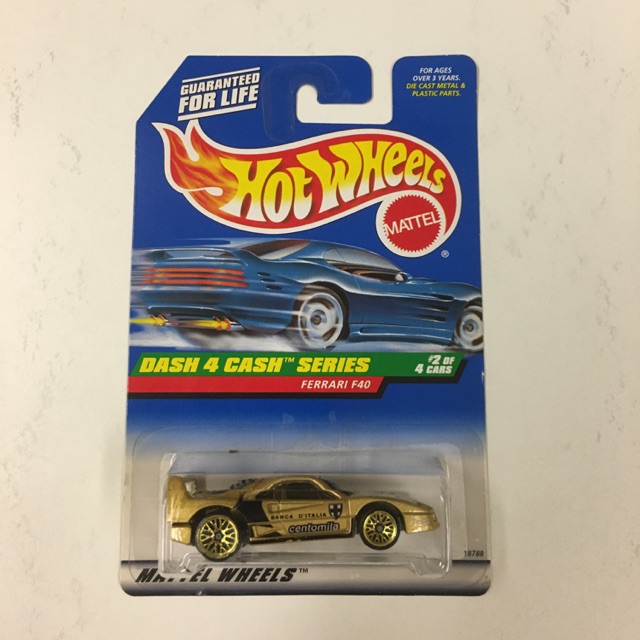 GUARANTEED
FOR LIFE
FOR AGES
OVER 3 YEARS.
DIE CAST METAL &
PLASTIC PARTS.
HOT WHEELS
MATTEL
®
DASH 4 CASH™ SERIES
FERRARI F40
#2 OF
4 CARS
BANCA D'ITALIA
centomila
18788
MATTEL WHEELS™